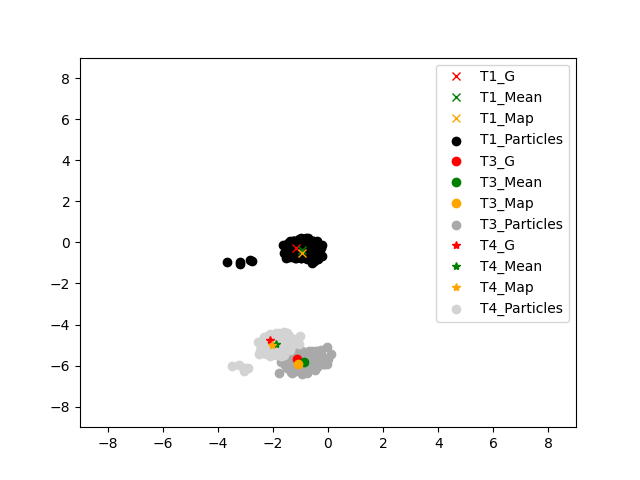 T1_G
T1_Mean
T1_Map
T1_Particles
T3_G
T3_Mean
T3_Map
T3_Particles
T4_G
T4_Mean
T4_Map
T4_Particles
8
6
4
2
0
−2
−4
−6
−8
−8 −6 −4 −2 0 2 4 6 8